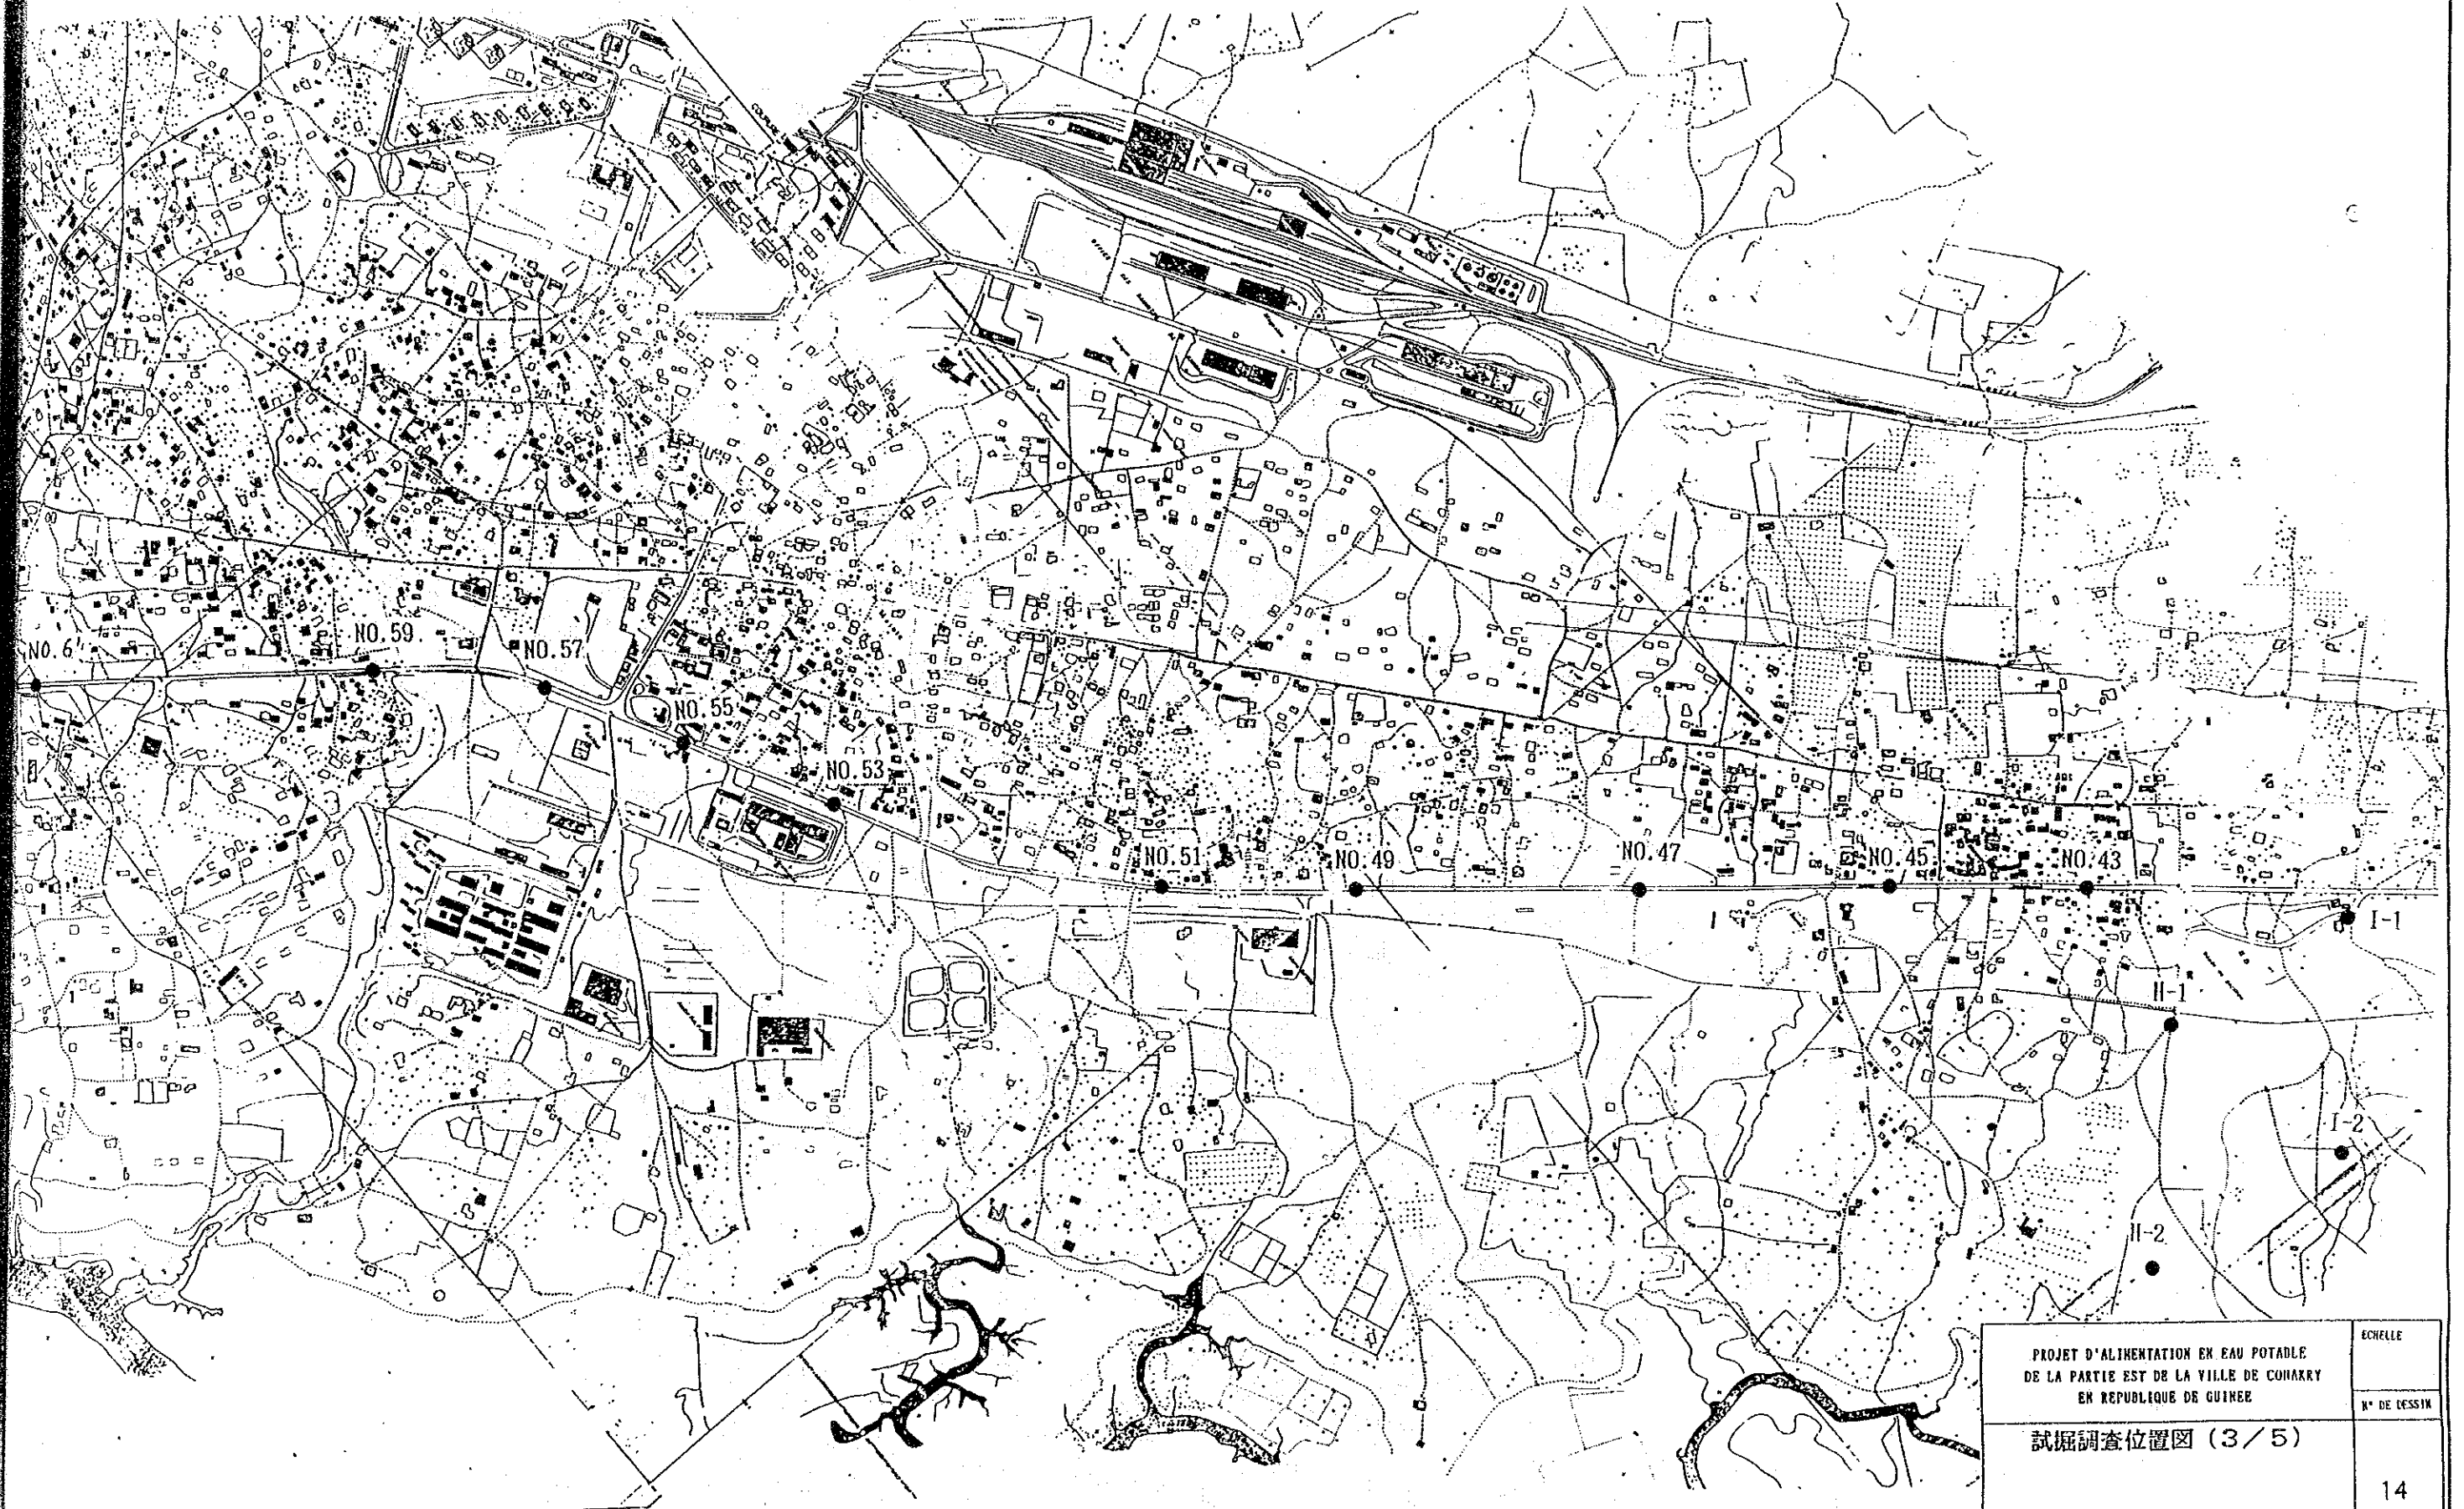 NO.6
NO.59
NO.57
NO.55
NO.53
NO.51
NO.49
NO.47
NO.45
NO.43
I-1
II-1
I-2
II-2
PROJET D'ALIMENTATION EN EAU POTABLE
DE LA PARTIE EST DE LA VILLE DE CONAKRY
EN REPUBLIQUE DE GUINEE
ECHELLE
N° DE DESSIN
試掘調査位置図(3/5)
14